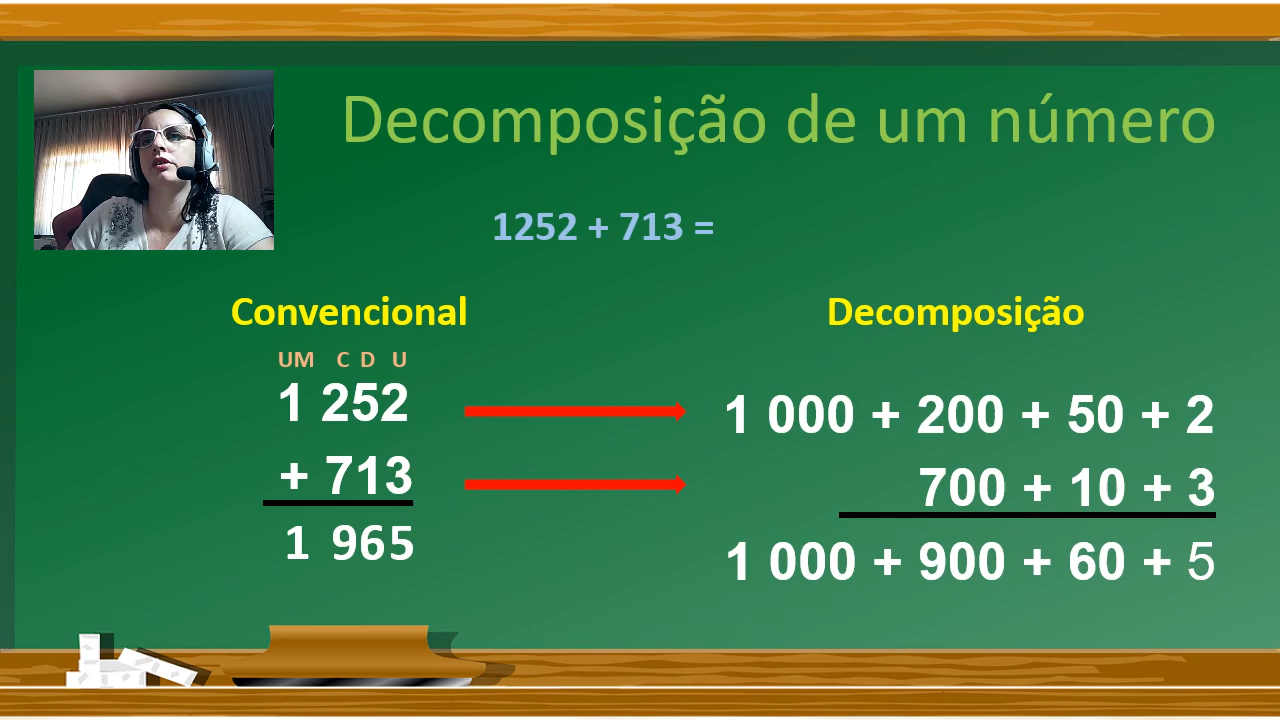 Decomposição de um número
1252 + 713 =
Convencional
UM C D U
1 252
+ 713
1 965
Decomposição
1 000 + 200 + 50 + 2
700 + 10 + 3
1 000 + 900 + 60 + 5